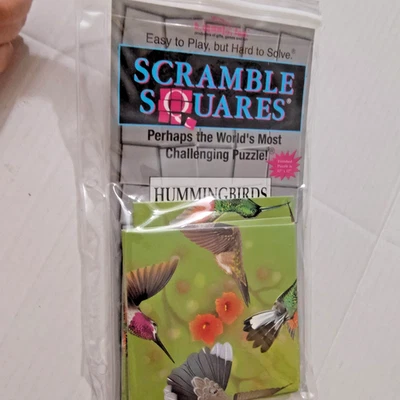 Easy to Play, but Hard to Solve.®
SCRAMBLE
SQUARES®
Perhaps the World's Most
Challenging Puzzle!
HUMMINGBIRDS